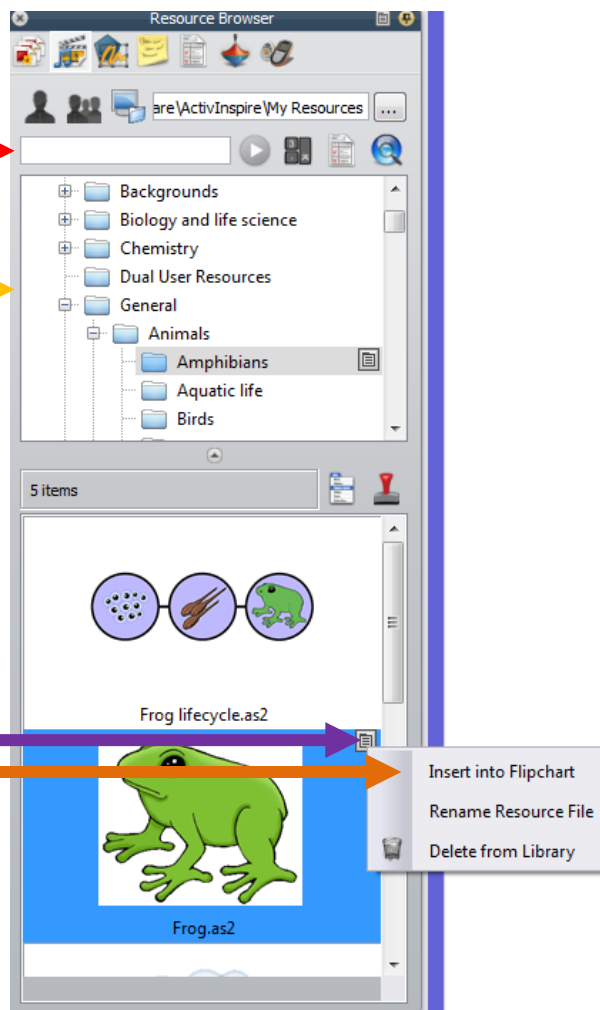 Resource Browser
are\ActivInspire\My Resources ...
Backgrounds
Biology and life science
Chemistry
Dual User Resources
General
Animals
Amphibians
Aquatic life
Birds
5 items
Frog lifecycle.as2
Insert into Flipchart
Rename Resource File
Delete from Library
Frog.as2